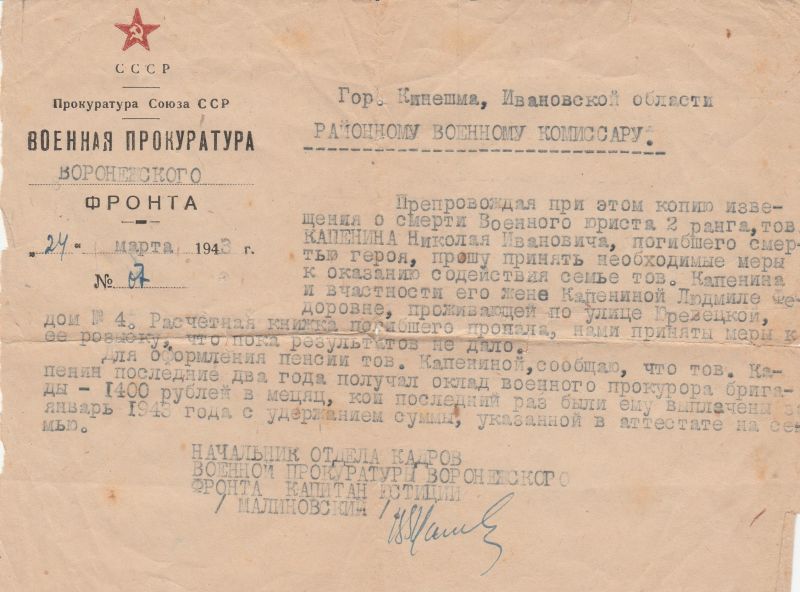 СССР
Прокуратура Союза ССР
ВОЕННАЯ ПРОКУРАТУРА
ВОРОНЕЖСКОГО
ФРОНТА
„24“ марта 1943 г.
№ 07
Гор. Кинешма, Ивановской области
РАЙОННОМУ ВОЕННОМУ КОМИССАРУ.
Препровождая при этом копию изве-
щения о смерти Военного юриста 2 ранга, тов.
КАПЕНИНА Николая Ивановича, погибшего смер-
тью героя, прошу принять необходимые меры
к оказанию содействия семье тов. Капенина
и вчастности его жене Капениной Людмиле Фе-
доровне, проживающей по улице Юревецкой,
дом № 4. Расчетная книжка погибшего пропала, нами приняты меры к
ее розыску, что пока результатов не дало.
Для оформления пенсии тов. Капениной, сообщаю, что тов. Ка-
пенин последние два года получал оклад военного прокурора брига-
ды - 1400 рублей в месяц, кои последний раз были ему выплачены за
январь 1943 года с удержанием суммы, указанной в аттестате на се-
мью.
НАЧАЛЬНИК ОТДЕЛА КАДРОВ
ВОЕННОЙ ПРОКУРАТУРЫ ВОРОНЕЖСКОГО
ФРОНТА КАПИТАН ЮСТИЦИИ
/ МАЛИНОВСКИЙ /